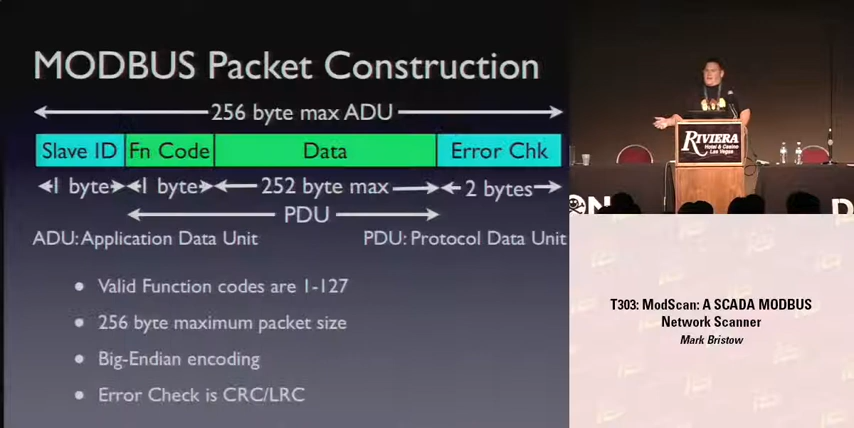 MODBUS Packet Construction
256 byte max ADU
Slave ID Fn Code Data Error Chk
1 byte 1 byte 252 byte max 2 bytes
PDU
ADU: Application Data Unit PDU: Protocol Data Unit
• Valid Function codes are 1-127
• 256 byte maximum packet size
• Big-Endian encoding
• Error Check is CRC/LRC
RIVIERA
Hotel & Casino
Las Vegas
T303: ModScan: A SCADA MODBUS
Network Scanner
Mark Bristow